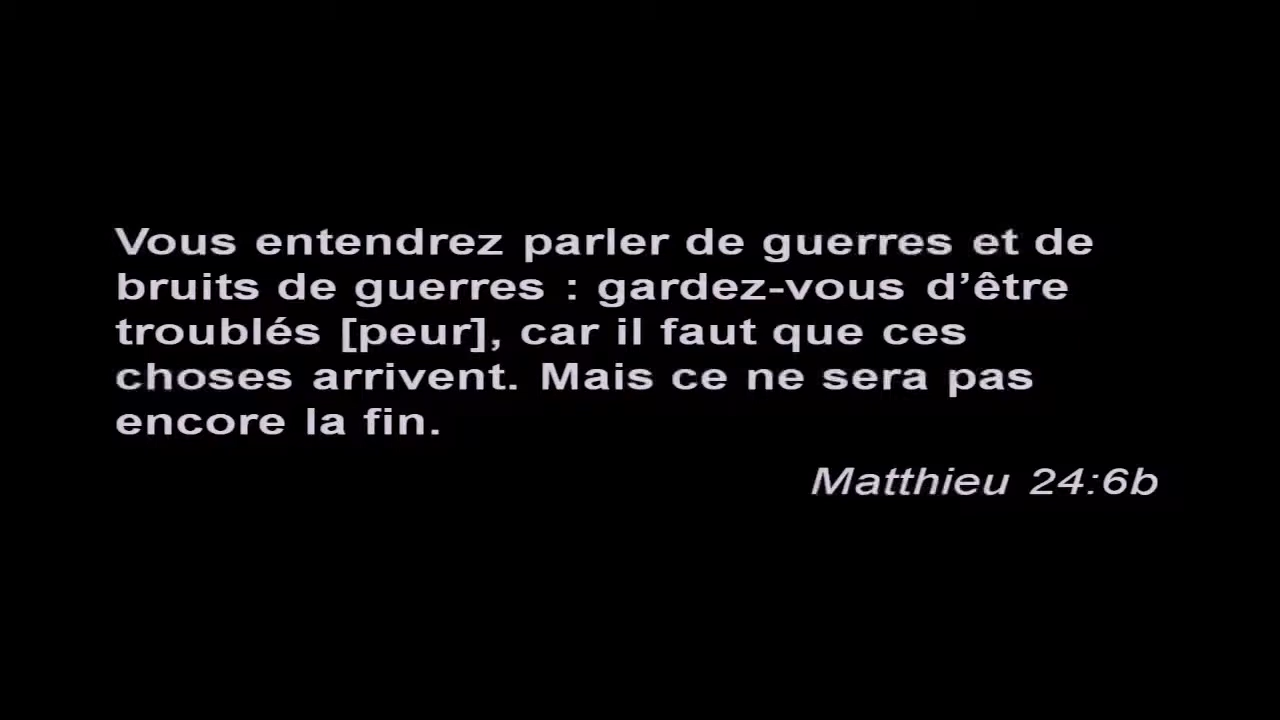 Vous entendrez parler de guerres et de
bruits de guerres : gardez-vous d’être
troublés [peur], car il faut que ces
choses arrivent. Mais ce ne sera pas
encore la fin.
Matthieu 24:6b